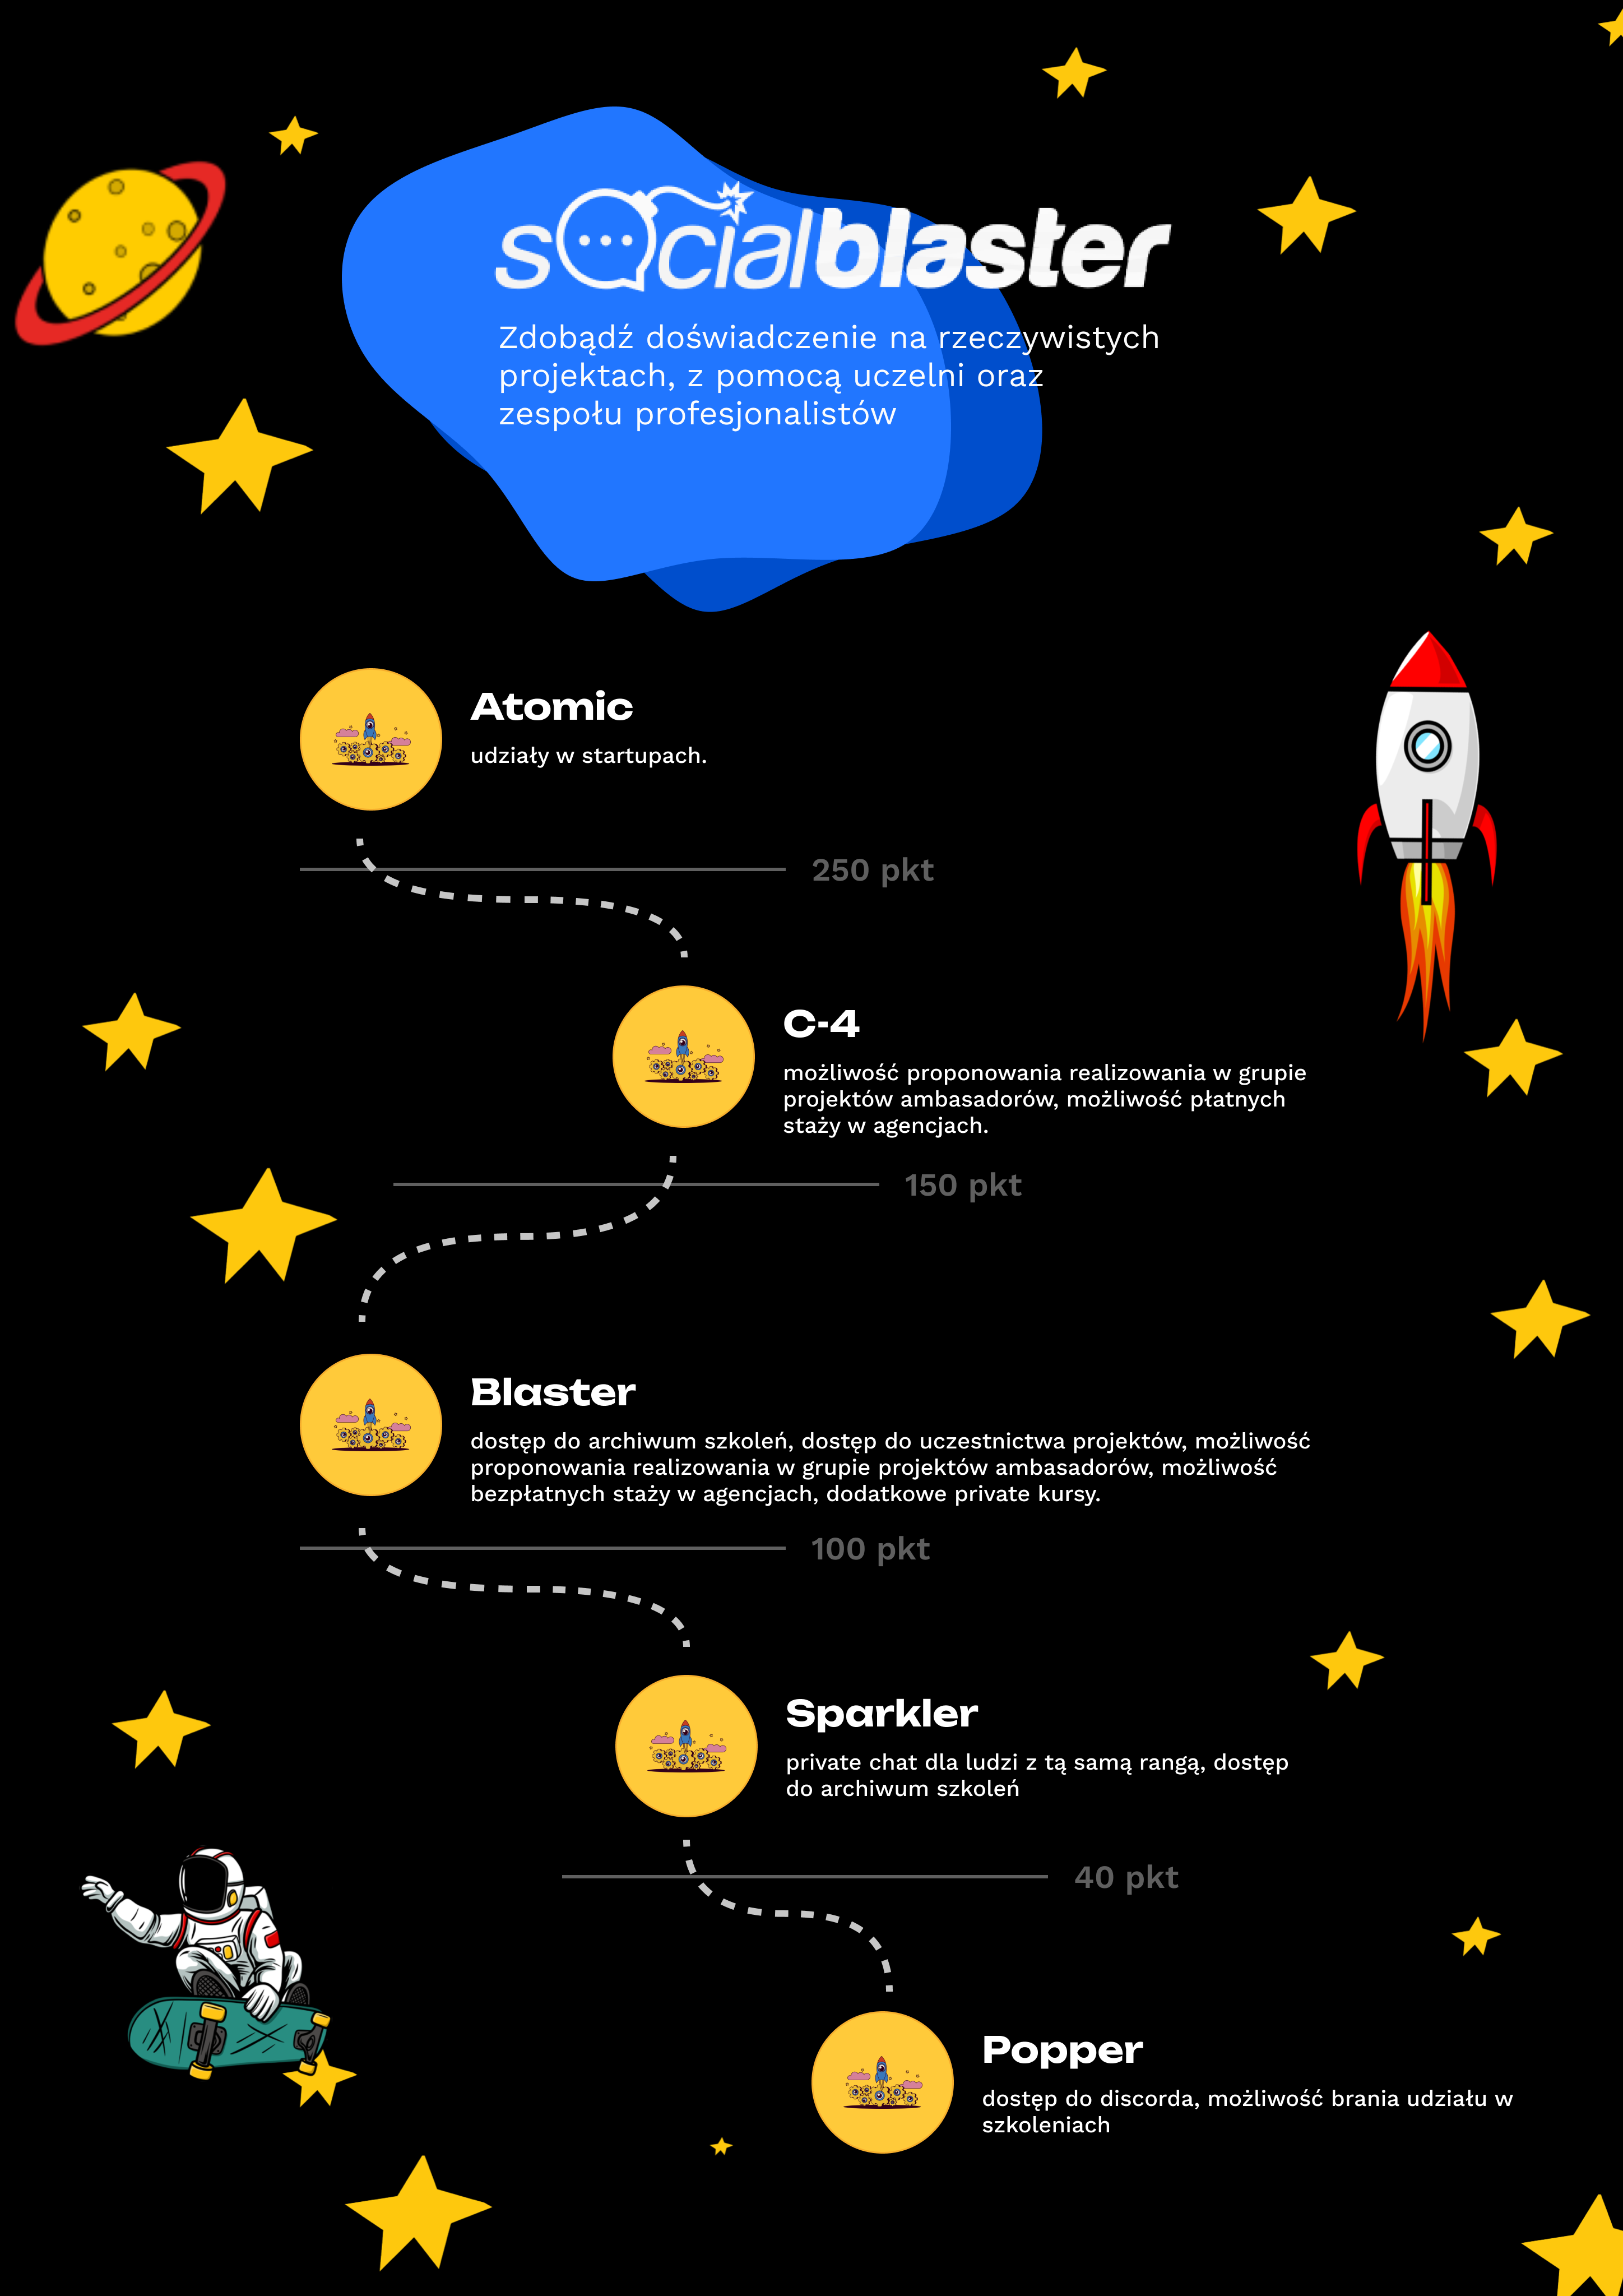 socialblaster
Zdobądź doświadczenie na rzeczywistych
projektach, z pomocą uczelni oraz
zespołu profesjonalistów
Atomic
udziały w startupach.
250 pkt
C-4
możliwość proponowania realizowania w grupie
projektów ambasadorów, możliwość płatnych
staży w agencjach.
150 pkt
Blaster
dostęp do archiwum szkoleń, dostęp do uczestnictwa projektów, możliwość
proponowania realizowania w grupie projektów ambasadorów, możliwość
bezpłatnych staży w agencjach, dodatkowe private kursy.
100 pkt
Sparkler
private chat dla ludzi z tą samą rangą, dostęp
do archiwum szkoleń
40 pkt
Popper
dostęp do discorda, możliwość brania udziału w
szkoleniach